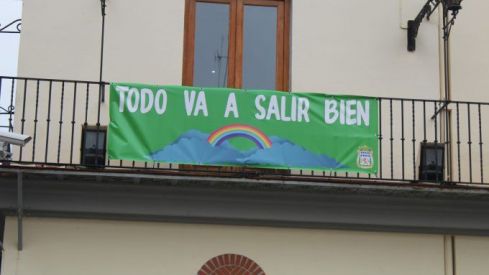 TODO VA A SALIR BIEN